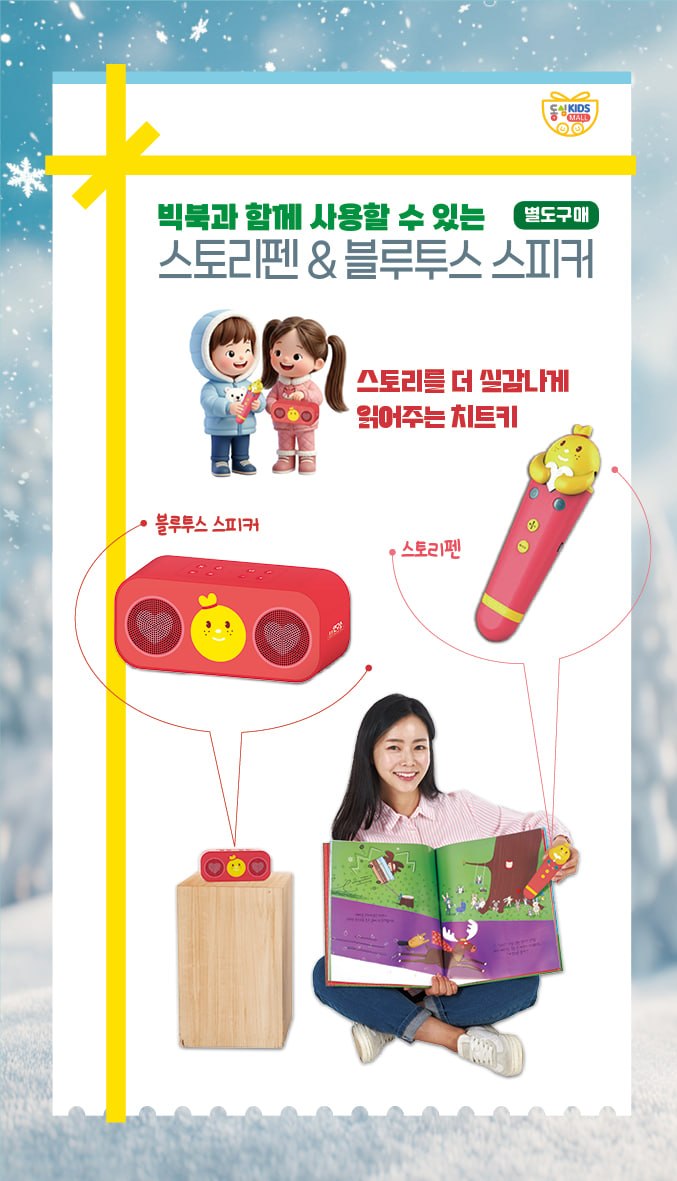 동심KIDS
MALL
빅북과 함께 사용할 수 있는
별도구매
스토리펜 & 블루투스 스피커
스토리를 더 실감나게
읽어주는 치트키
블루투스 스피커
스토리펜